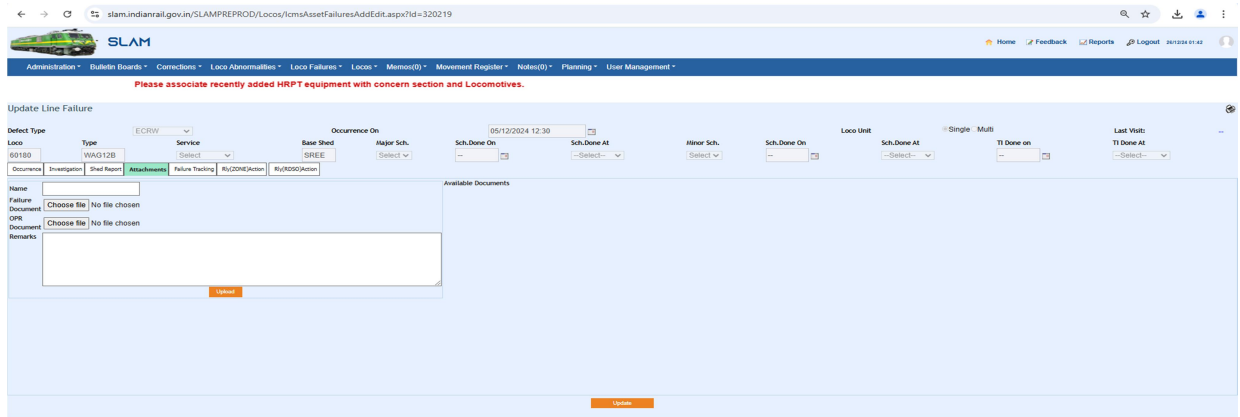 slam.indianrail.gov.in/SLAMPREPROD/Locos/IcmsAssetFailuresAddEdit.aspx?Id=320219
SLAM
Home Feedback Reports Logout 26/12/24 01:42
Administration Bulletin Boards Corrections Loco Abnormalities Loco Failures Locos Memos(0) Movement Register Notes(0) Planning User Management
Please associate recently added HRPT equipment with concern section and Locomotives.
Update Line Failure
Defect Type ECRW Occurrence On 05/12/2024 12:30 Loco Unit Single Multi Last Visit: --
Loco Type Service Base Shed Major Sch. Sch.Done On Sch.Done At Minor Sch. Sch.Done On Sch.Done At TI Done on TI Done At
60180 WAG12B Select SREE Select -- --Select-- Select -- --Select-- -- --Select--
Occurrence Investigation Shed Report Attachments Failure Tracking Rly(ZONE)Action Rly(RDSO)Action
Name
Available Documents
Failure
Document Choose file No file chosen
OPR
Document Choose file No file chosen
Remarks
Upload
Update